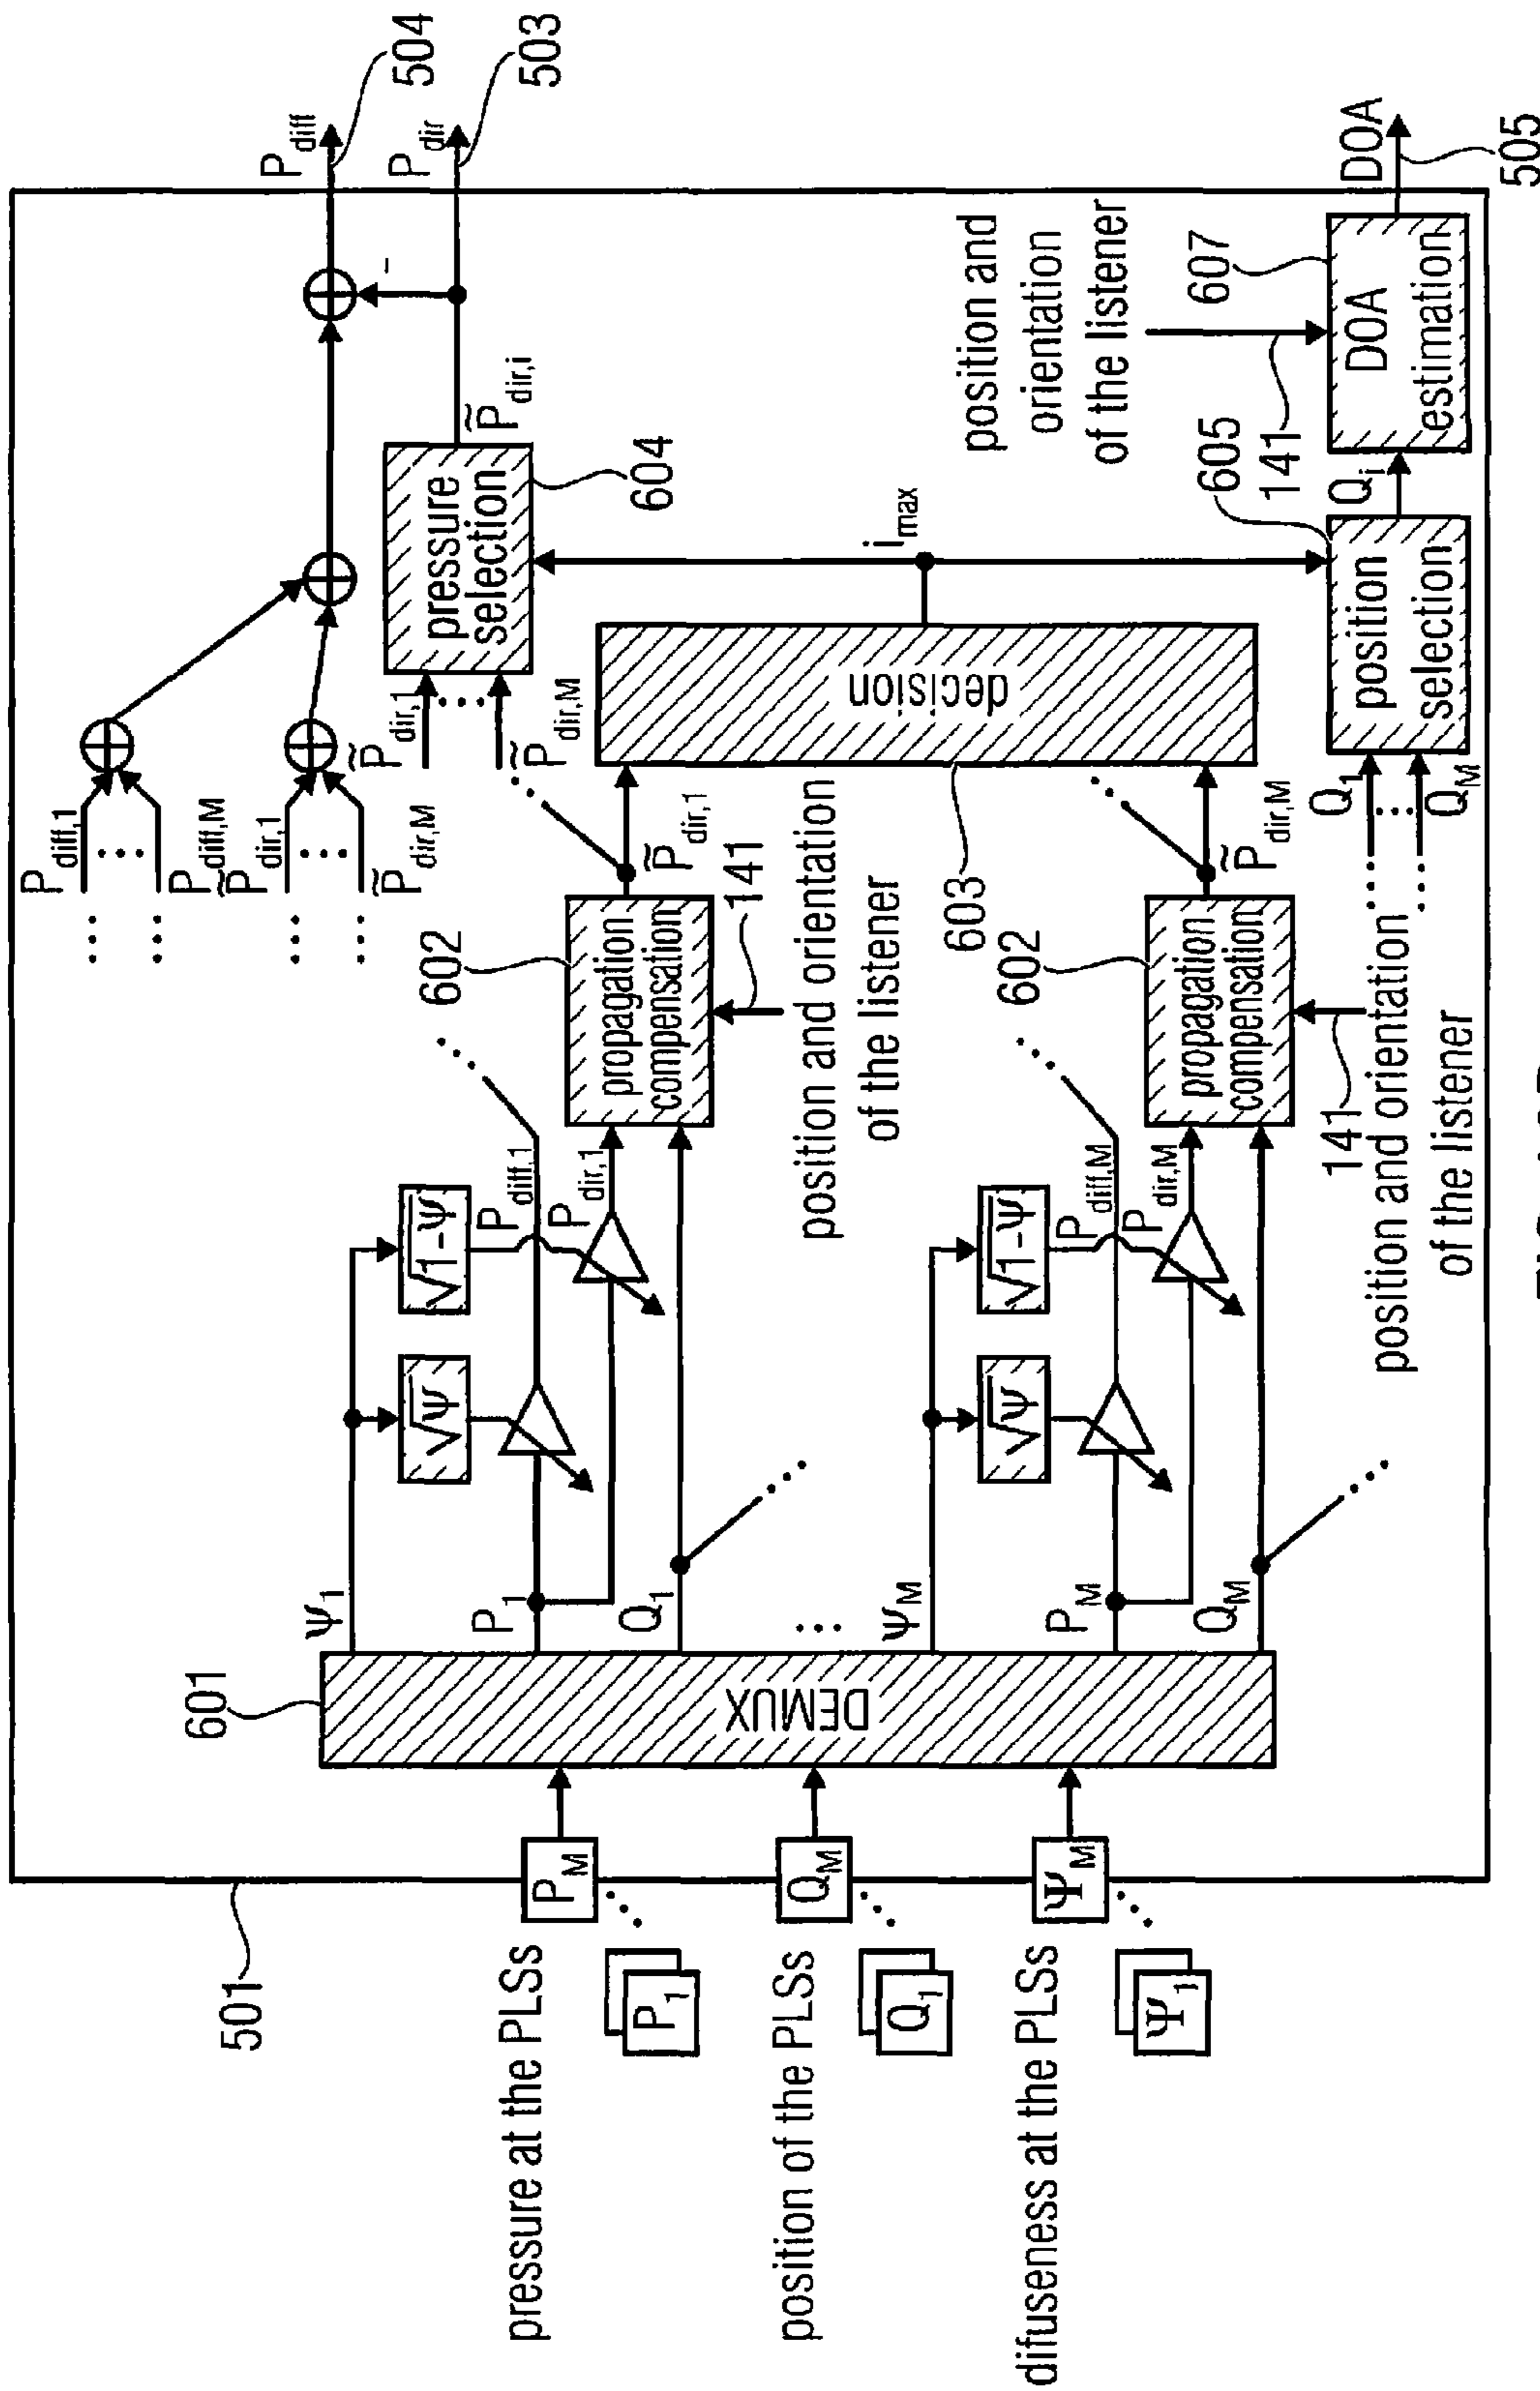 501
pressure at the PLSs
P1
PM
position of the PLSs
Q1
QM
difuseness at the PLSs
Ψ1
ΨM
601
DEMUX
Ψ1
P1
Q1
...
ΨM
PM
QM
√Ψ
√1-Ψ
Pdiff,1
Pdir,1
602
propagation
compensation
141
position and orientation
of the listener
P̃dir,1
√Ψ
√1-Ψ
Pdiff,M
Pdir,M
602
propagation
compensation
141
position and orientation
of the listener
P̃dir,M
603
decision
imax
Pdiff,1
Pdiff,M
P̃dir,1
P̃dir,M
P̃dir,1
P̃dir,M
pressure
selection
604
P̃dir,i
Q1
QM
position
selection
605
Qi
position and
orientation
of the listener
141
607
DOA
estimation
DOA
505
Pdiff
504
Pdir
503
-